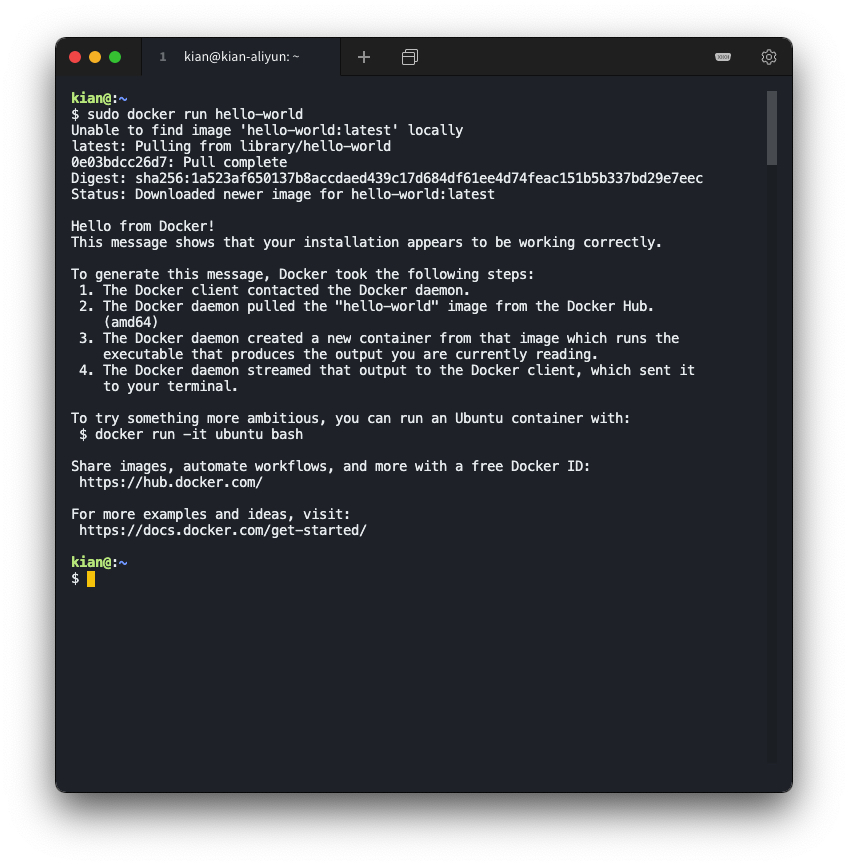 1 kian@kian-aliyun: ~
kian@:~
$ sudo docker run hello-world
Unable to find image 'hello-world:latest' locally
latest: Pulling from library/hello-world
0e03bdcc26d7: Pull complete
Digest: sha256:1a523af650137b8accdaed439c17d684df61ee4d74feac151b5b337bd29e7eec
Status: Downloaded newer image for hello-world:latest

Hello from Docker!
This message shows that your installation appears to be working correctly.

To generate this message, Docker took the following steps:
 1. The Docker client contacted the Docker daemon.
 2. The Docker daemon pulled the "hello-world" image from the Docker Hub.
    (amd64)
 3. The Docker daemon created a new container from that image which runs the
    executable that produces the output you are currently reading.
 4. The Docker daemon streamed that output to the Docker client, which sent it
    to your terminal.

To try something more ambitious, you can run an Ubuntu container with:
 $ docker run -it ubuntu bash

Share images, automate workflows, and more with a free Docker ID:
 https://hub.docker.com/

For more examples and ideas, visit:
 https://docs.docker.com/get-started/

kian@:~
$